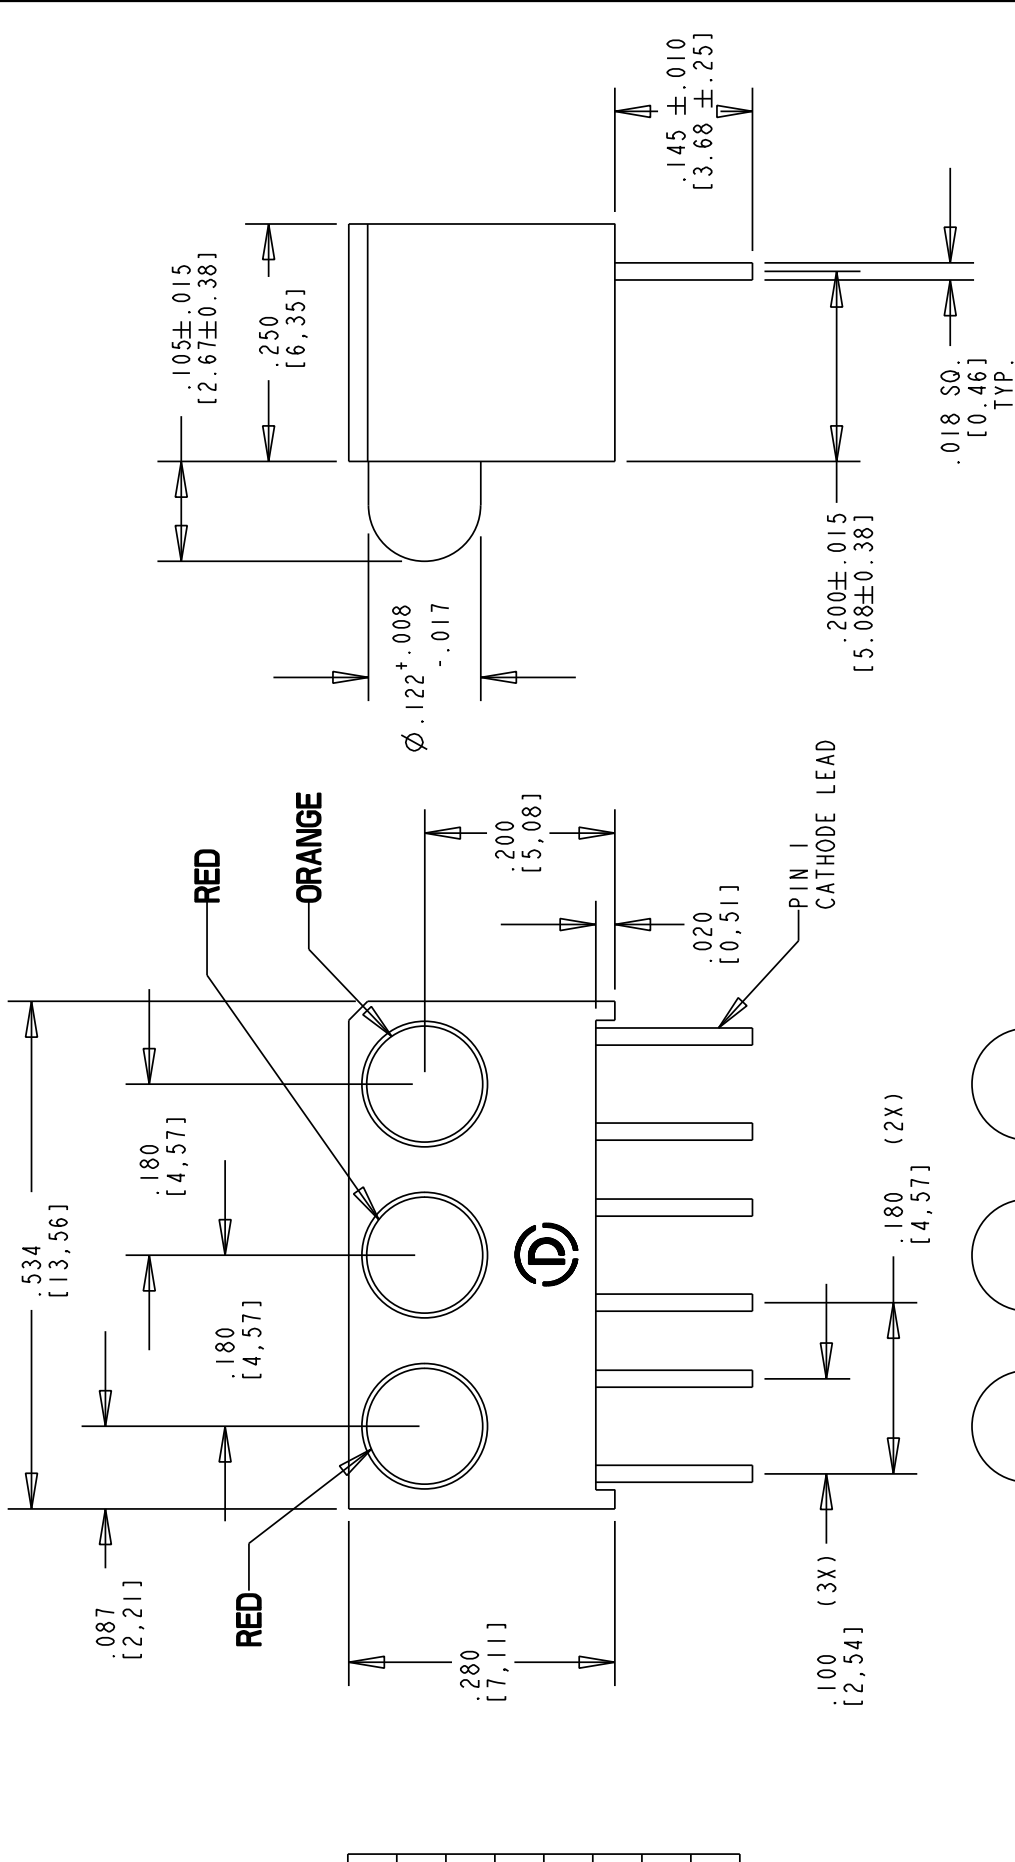 .534
[13,56]
.087
[2,21]
.180
[4,57]
.180
[4,57]
RED
RED
ORANGE
.280
[7,11]
.200
[5,08]
.020
[0,51]
PIN 1
CATHODE LEAD
.100
(3X)
[2,54]
.180
(2X)
[4,57]
D
.105±.015
[2.67±0.38]
.250
[6,35]
Ø.122 +.008
-.017
.145 ±.010
[3.68 ±.25]
.200±.015
[5.08±0.38]
.018 SQ.
[0.46]
TYP.